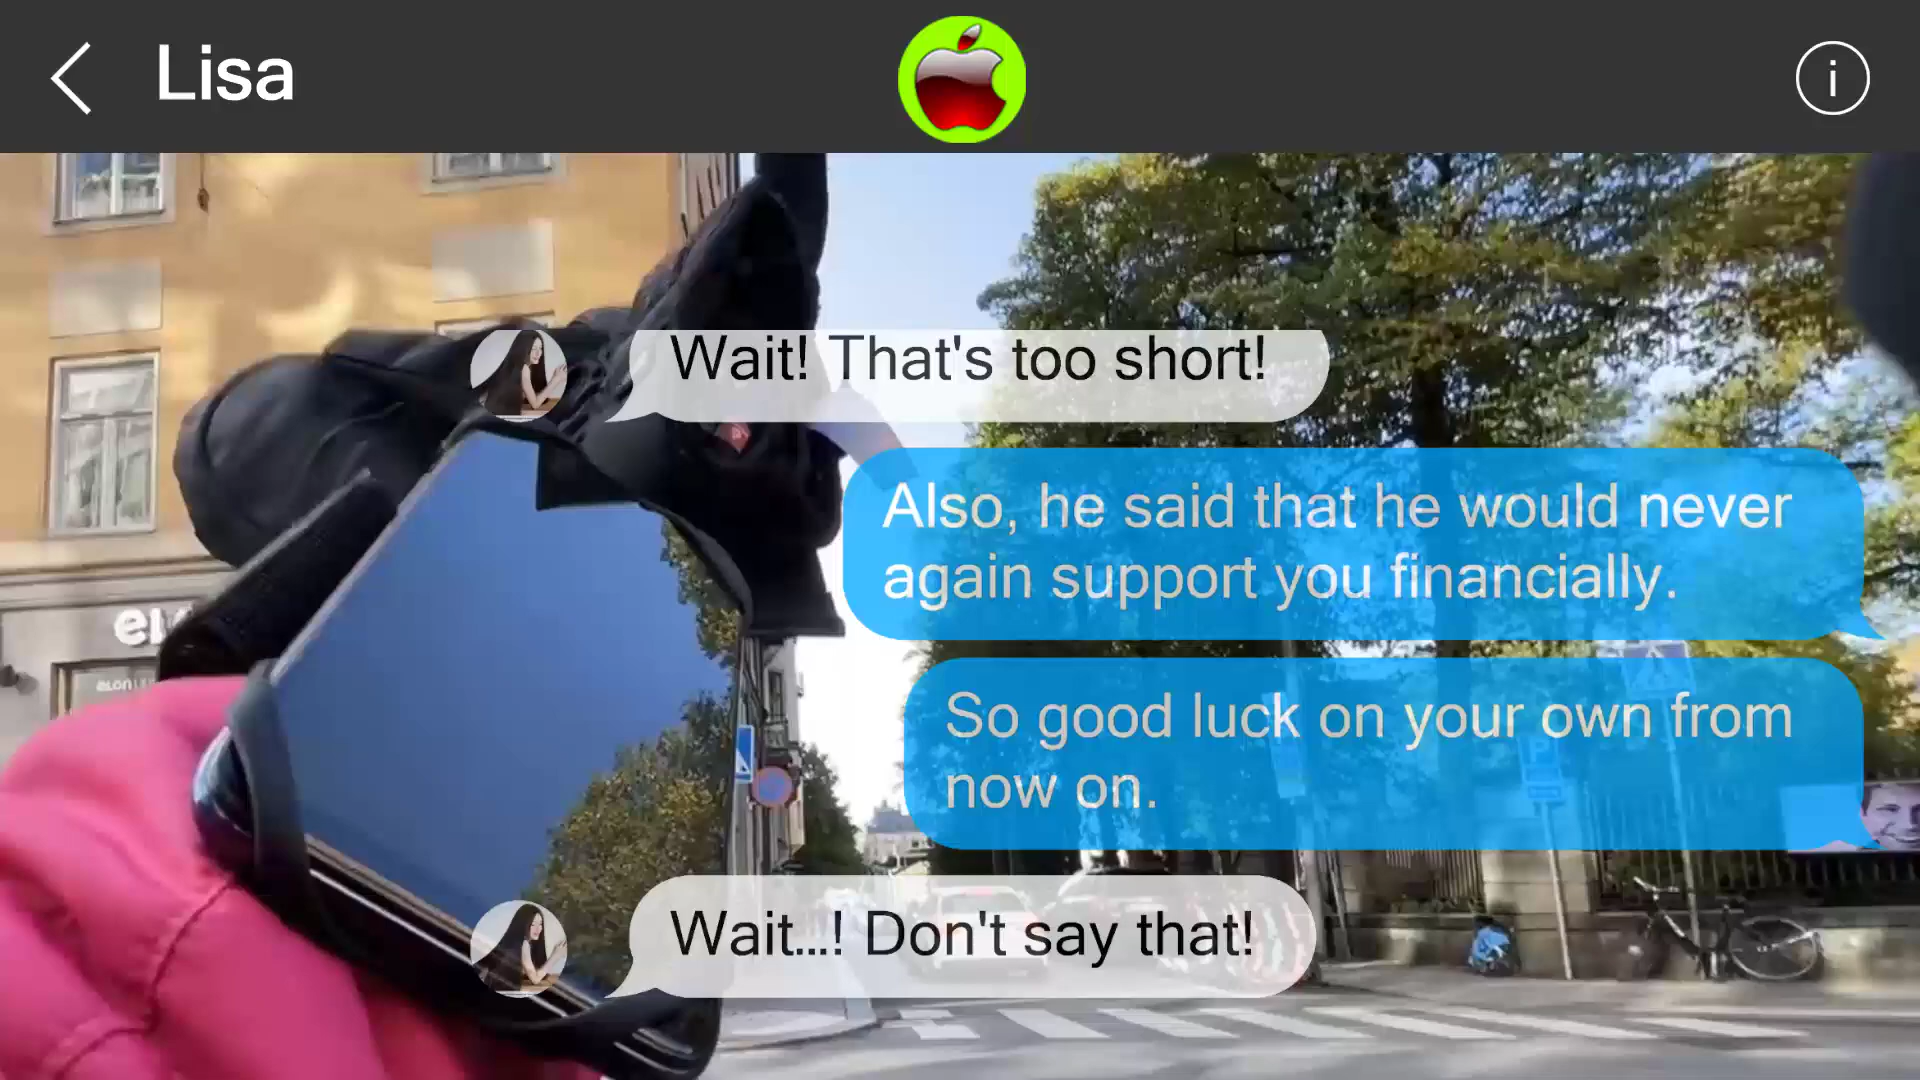 Lisa
Wait! That's too short!
Also, he said that he would never
again support you financially.
So good luck on your own from
now on.
Wait...! Don't say that!
elon